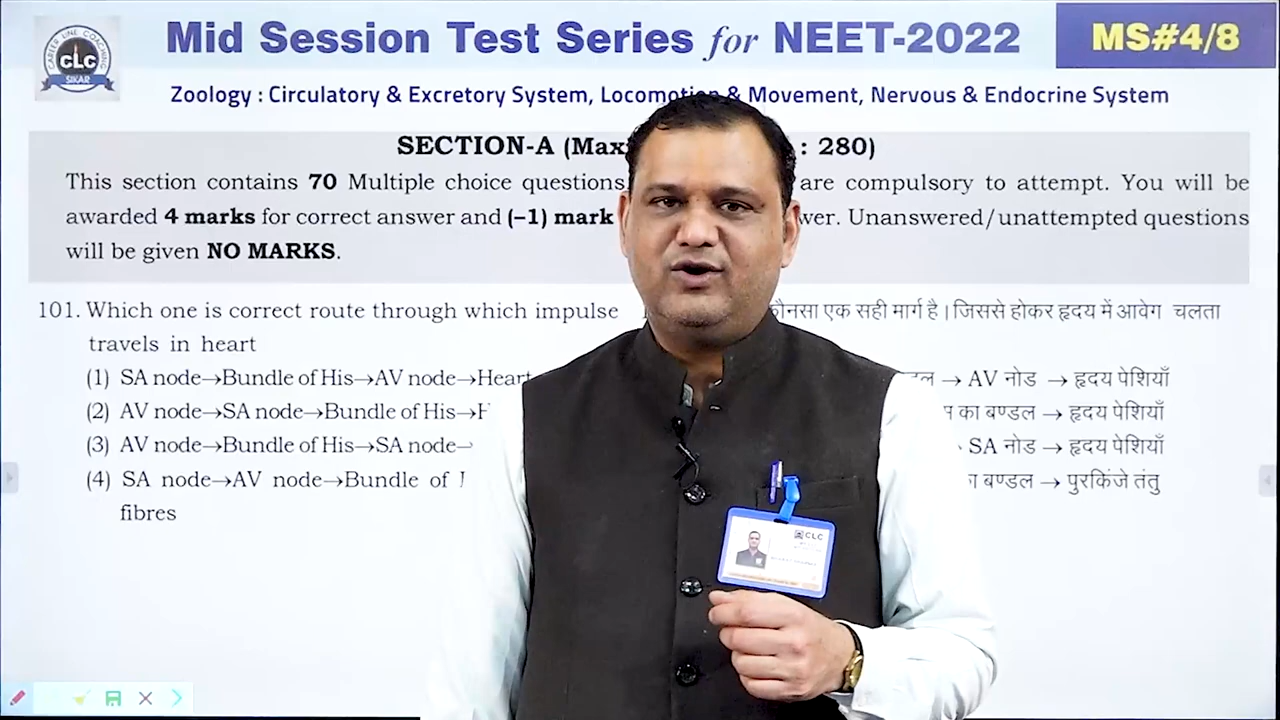 Mid Session Test Series for NEET-2022
MS#4/8
CAREER LINE COACHING
CLC
SIKAR
Zoology : Circulatory & Excretory System, Locomotion & Movement, Nervous & Endocrine System
SECTION-A : 280)
This section contains 70 Multiple choice questions are compulsory to attempt. You will be
awarded 4 marks for correct answer and (–1) mark Unanswered/unattempted questions
will be given NO MARKS.
101. Which one is correct route through which impulse
travels in heart
(1) SA node→Bundle of His→AV node→Heart
(2) AV node→SA node→Bundle of His→
(3) AV node→Bundle of His→SA node→
(4) SA node→AV node→Bundle of
fibres
कौनसा एक सही मार्ग है। जिससे होकर हृदय में आवेग चलता
→ AV नोड → हृदय पेशियाँ
का बण्डल → हृदय पेशियाँ
SA नोड → हृदय पेशियाँ
बण्डल → पुरकिंजे तंतु
CLC